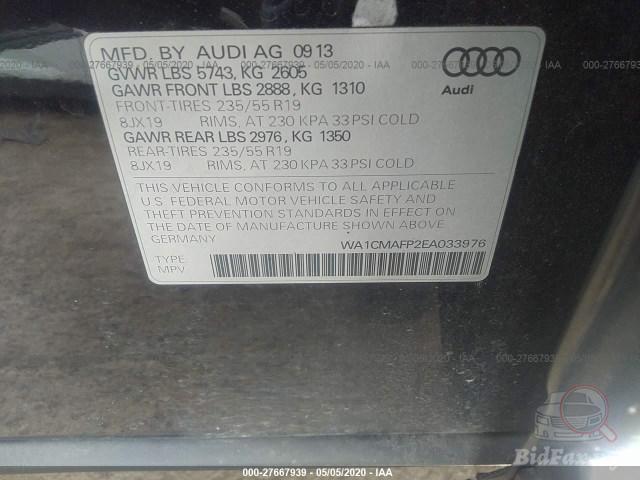 MFD. BY AUDI AG 09 13
GVWR LBS 5743, KG 2605
GAWR FRONT LBS 2888, KG 1310
FRONT-TIRES 235/55 R19
8JX19 RIMS, AT 230 KPA 33 PSI COLD
GAWR REAR LBS 2976, KG 1350
REAR-TIRES 235/55 R19
8JX19 RIMS, AT 230 KPA 33 PSI COLD
THIS VEHICLE CONFORMS TO ALL APPLICABLE
U.S. FEDERAL MOTOR VEHICLE SAFETY AND
THEFT PREVENTION STANDARDS IN EFFECT ON
THE DATE OF MANUFACTURE SHOWN ABOVE
GERMANY WA1CMAFP2EA033976
TYPE
MPV
Audi
000-27667939 - 05/05/2020 - IAA
BidFax